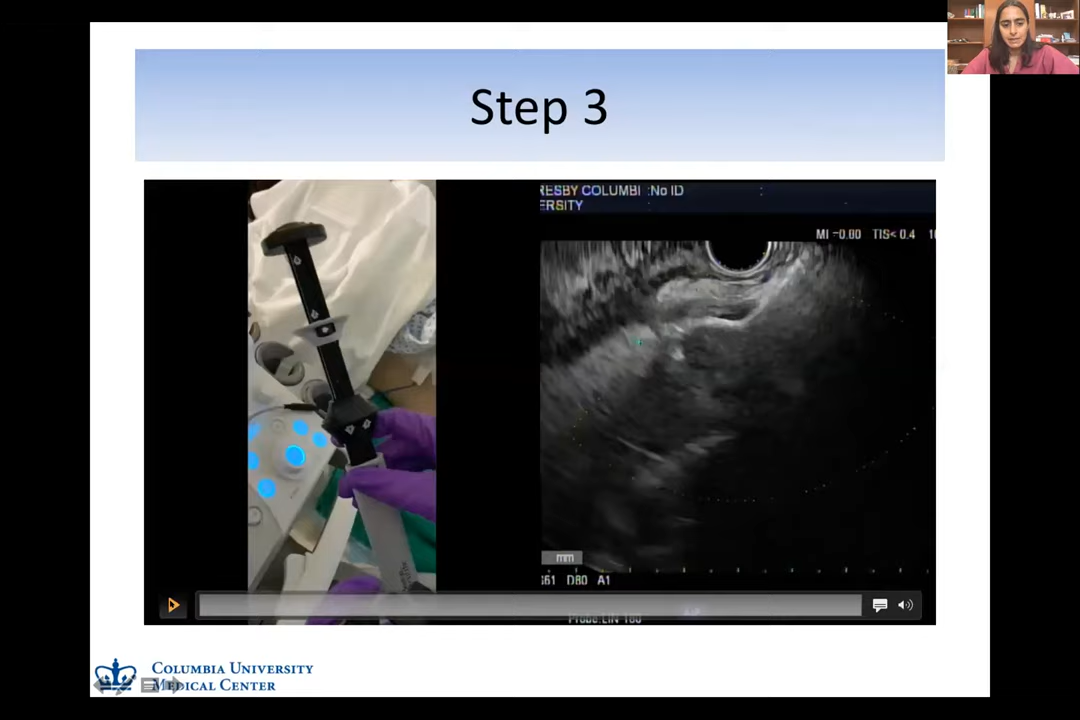 Step 3
RESBY COLUMBI :No ID
ERSITY
MI =0.00 TIS< 0.4
mm
G61 D80 A1
Probe:LIN 180
COLUMBIA UNIVERSITY
MEDICAL CENTER